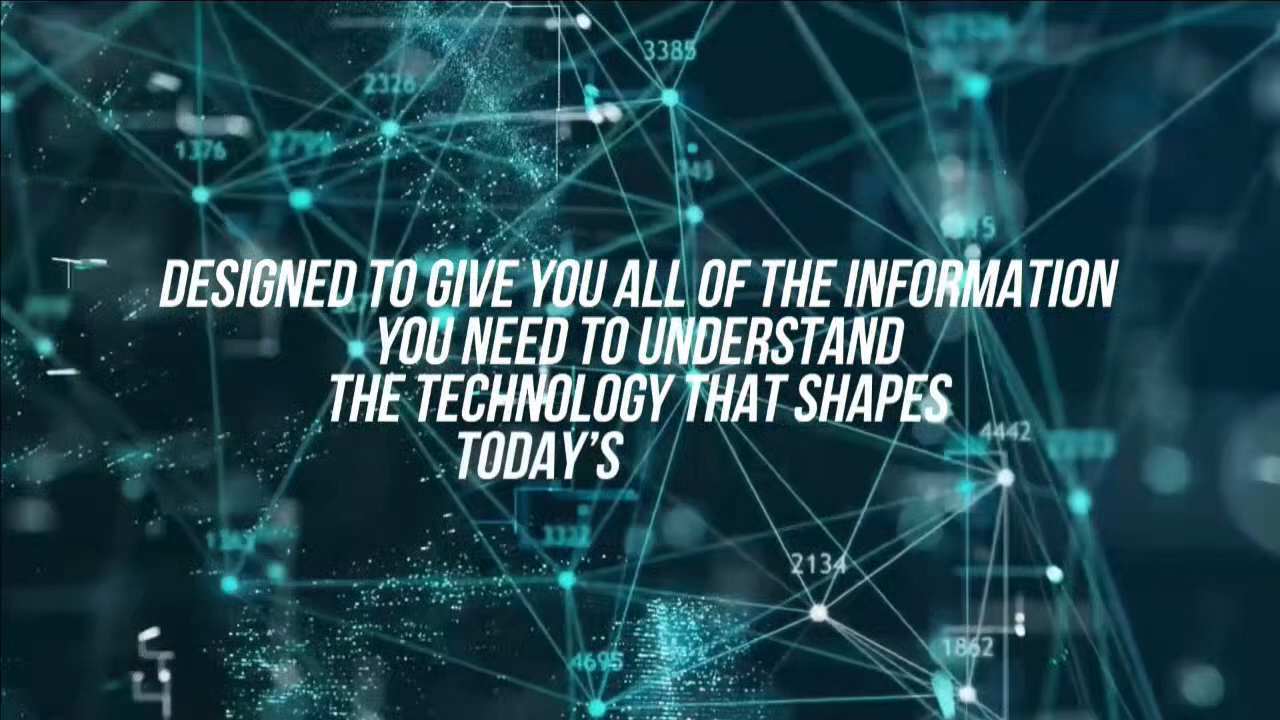 3385
2326
1376
DESIGNED TO GIVE YOU ALL OF THE INFORMATION
YOU NEED TO UNDERSTAND
THE TECHNOLOGY THAT SHAPES
TODAY’S
4442
2134
1862
4695